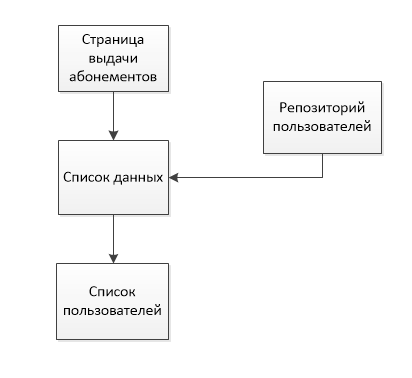 Страница
выдачи
абонементов
Репозиторий
пользователей
Список данных
Список
пользователей